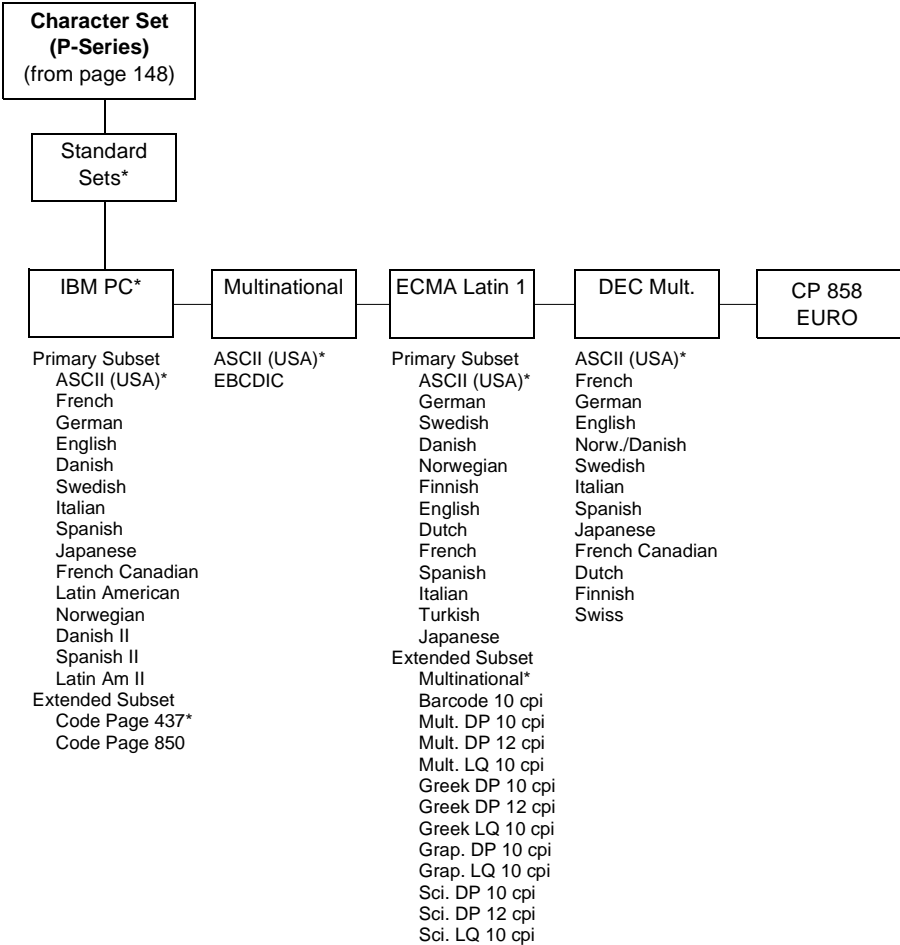 Character Set
(P-Series)
(from page 148)
Standard
Sets*
IBM PC*
Primary Subset
ASCII (USA)*
French
German
English
Danish
Swedish
Italian
Spanish
Japanese
French Canadian
Latin American
Norwegian
Danish II
Spanish II
Latin Am II
Extended Subset
Code Page 437*
Code Page 850
Multinational
ASCII (USA)*
EBCDIC
ECMA Latin 1
Primary Subset
ASCII (USA)*
German
Swedish
Danish
Norwegian
Finnish
English
Dutch
French
Spanish
Italian
Turkish
Japanese
Extended Subset
Multinational*
Barcode 10 cpi
Mult. DP 10 cpi
Mult. DP 12 cpi
Mult. LQ 10 cpi
Greek DP 10 cpi
Greek DP 12 cpi
Greek LQ 10 cpi
Grap. DP 10 cpi
Grap. LQ 10 cpi
Sci. DP 10 cpi
Sci. DP 12 cpi
Sci. LQ 10 cpi
DEC Mult.
ASCII (USA)*
French
German
English
Norw./Danish
Swedish
Italian
Spanish
Japanese
French Canadian
Dutch
Finnish
Swiss
CP 858
EURO